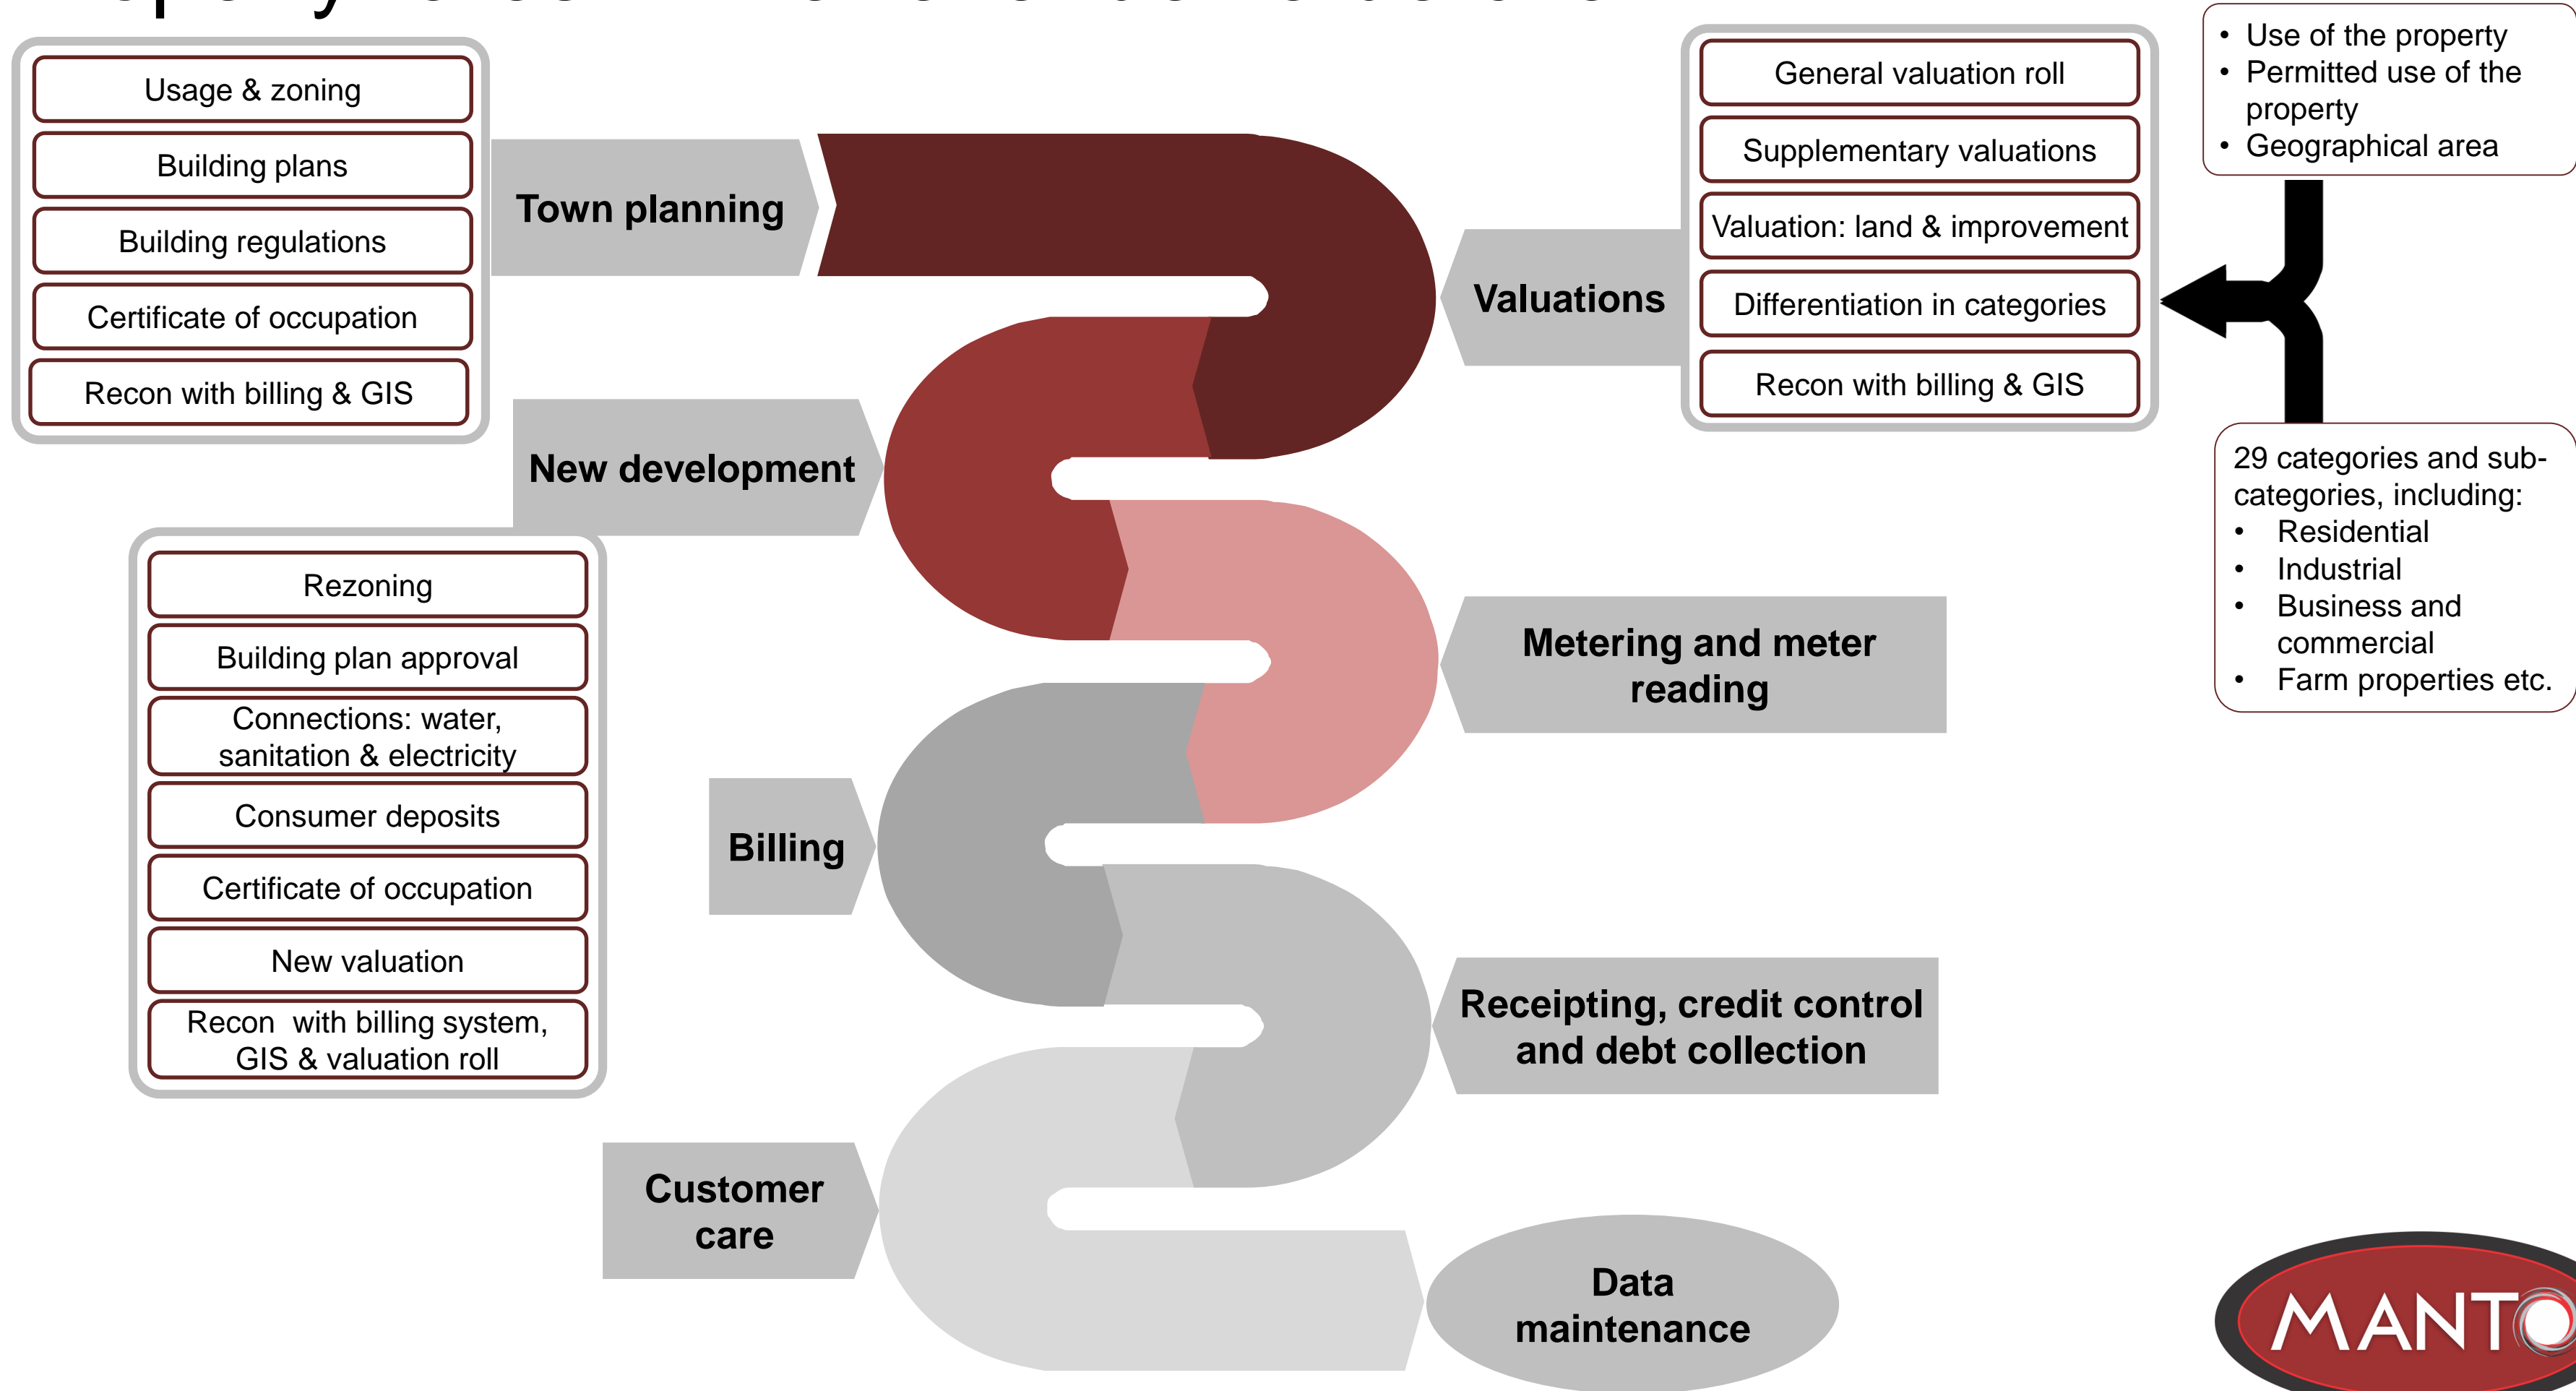 Usage & zoning
Building plans
Building regulations
Certificate of occupation
Recon with billing & GIS
Town planning
General valuation roll
Supplementary valuations
Valuation: land & improvement
Differentiation in categories
Recon with billing & GIS
Valuations
• Use of the property
• Permitted use of the
property
• Geographical area
29 categories and sub-
categories, including:
• Residential
• Industrial
• Business and
commercial
• Farm properties etc.
New development
Rezoning
Building plan approval
Connections: water,
sanitation & electricity
Consumer deposits
Certificate of occupation
New valuation
Recon with billing system,
GIS & valuation roll
Metering and meter
reading
Billing
Receipting, credit control
and debt collection
Customer
care
Data
maintenance
MANTO